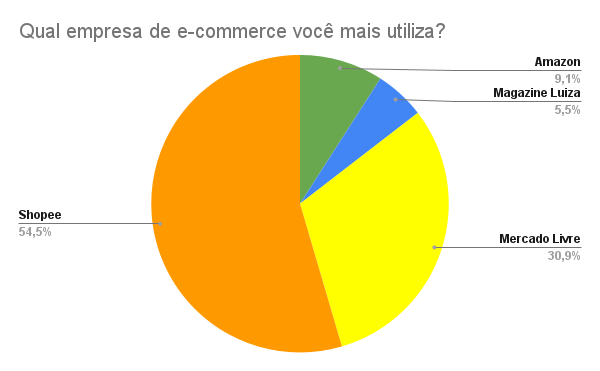 Qual empresa de e-commerce você mais utiliza?
Amazon
9,1%
Magazine Luiza
5,5%
Shopee
54,5%
Mercado Livre
30,9%